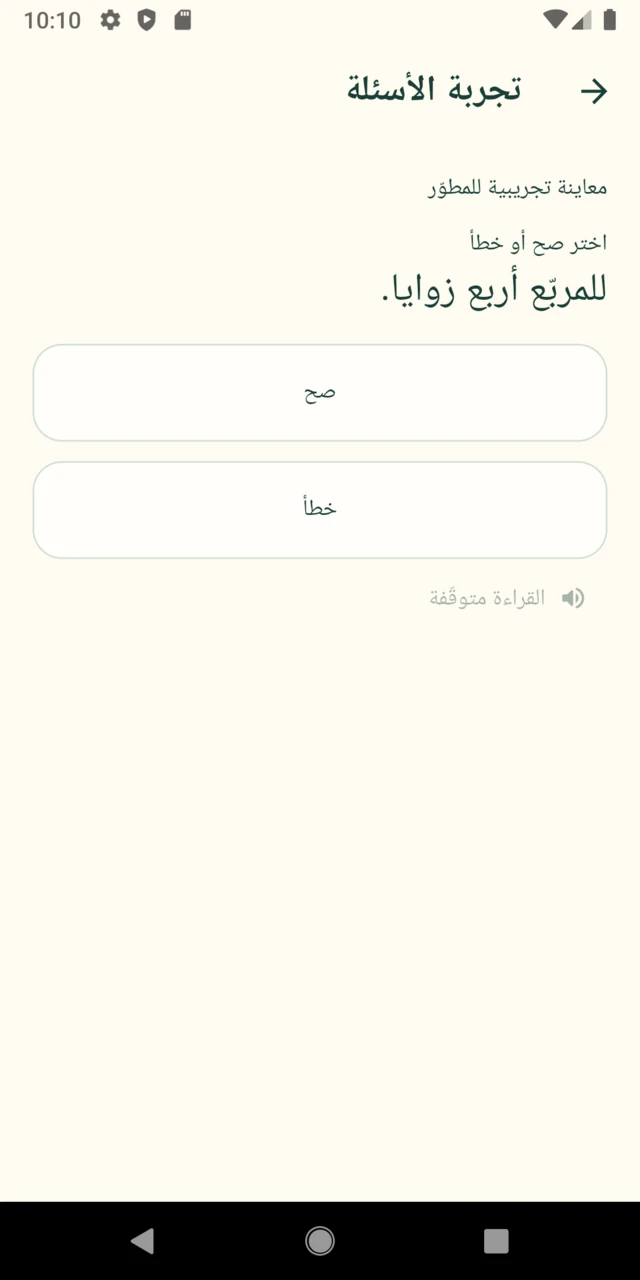 10:10
تجربة الأسئلة
معاينة تجريبية للمطوّر
اختر صح أو خطأ
للمربّع أربع زوايا.
صح
خطأ
القراءة متوقّفة